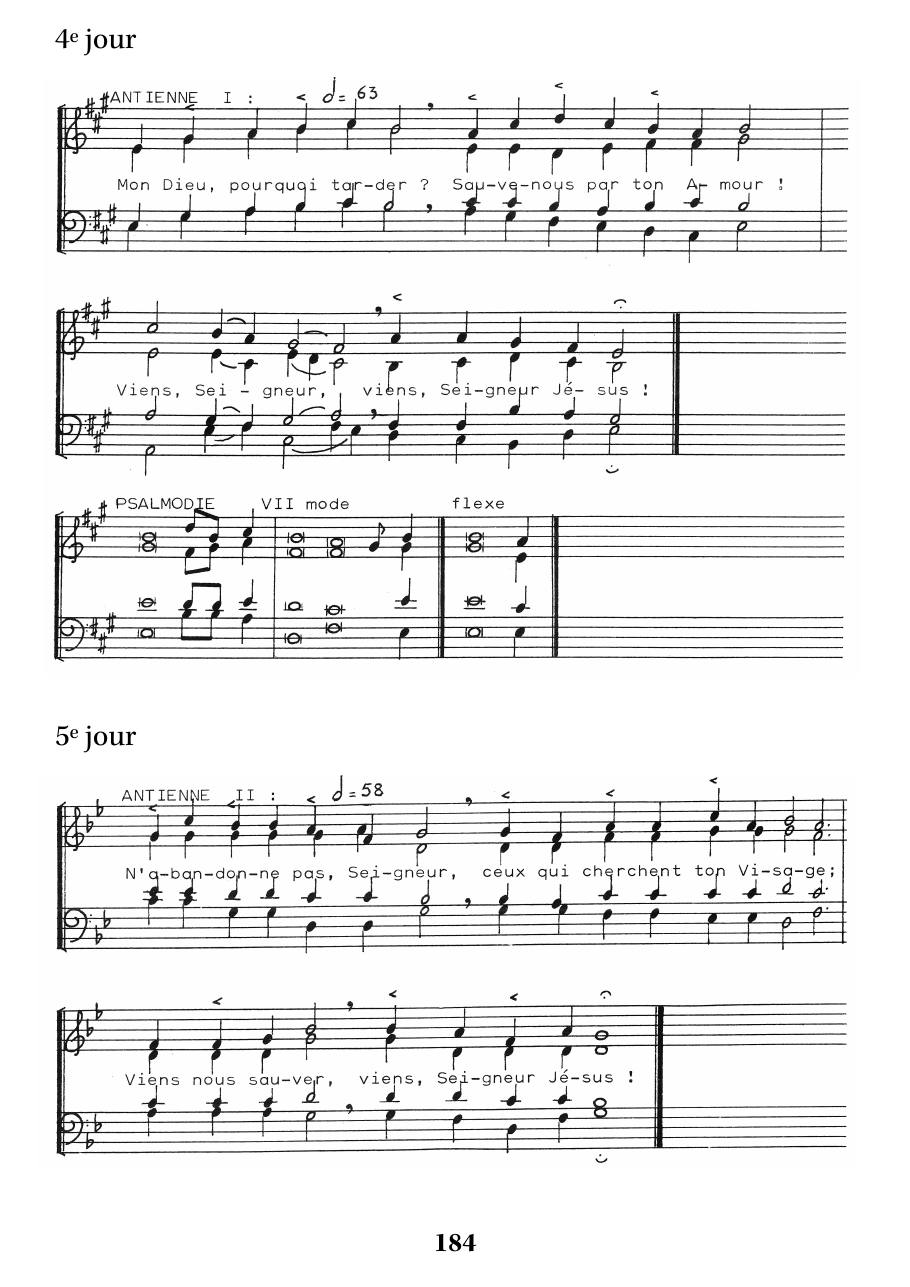 4e jour
ANTIENNE I : 𝅗𝅥 = 63
Mon Dieu, pourquoi tar-der ? Sau-ve-nous par ton A- mour !
Viens, Sei - gneur, viens, Sei-gneur Jé- sus !
PSALMODIE VII mode flexe
5e jour
ANTIENNE II : 𝅗𝅥 = 58
N'a-ban-don-ne pas, Sei-gneur, ceux qui cherchent ton Vi-sa-ge;
Viens nous sau-ver, viens, Sei-gneur Jé-sus !
184